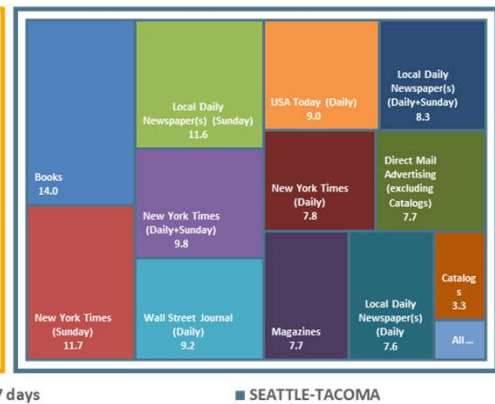 Books
14.0
New York Times
(Sunday)
11.7
Local Daily
Newspaper(s) (Sunday)
11.6
New York Times
(Daily+Sunday)
9.8
Wall Street Journal
(Daily)
9.2
USA Today (Daily)
9.0
Local Daily
Newspaper(s)
(Daily+Sunday)
8.3
New York Times
(Daily)
7.8
Direct Mail
Advertising
(excluding
Catalogs)
7.7
Magazines
7.7
Local Daily
Newspaper(s)
(Daily
7.6
Catalog
s
3.3
All...
7 days
SEATTLE-TACOMA